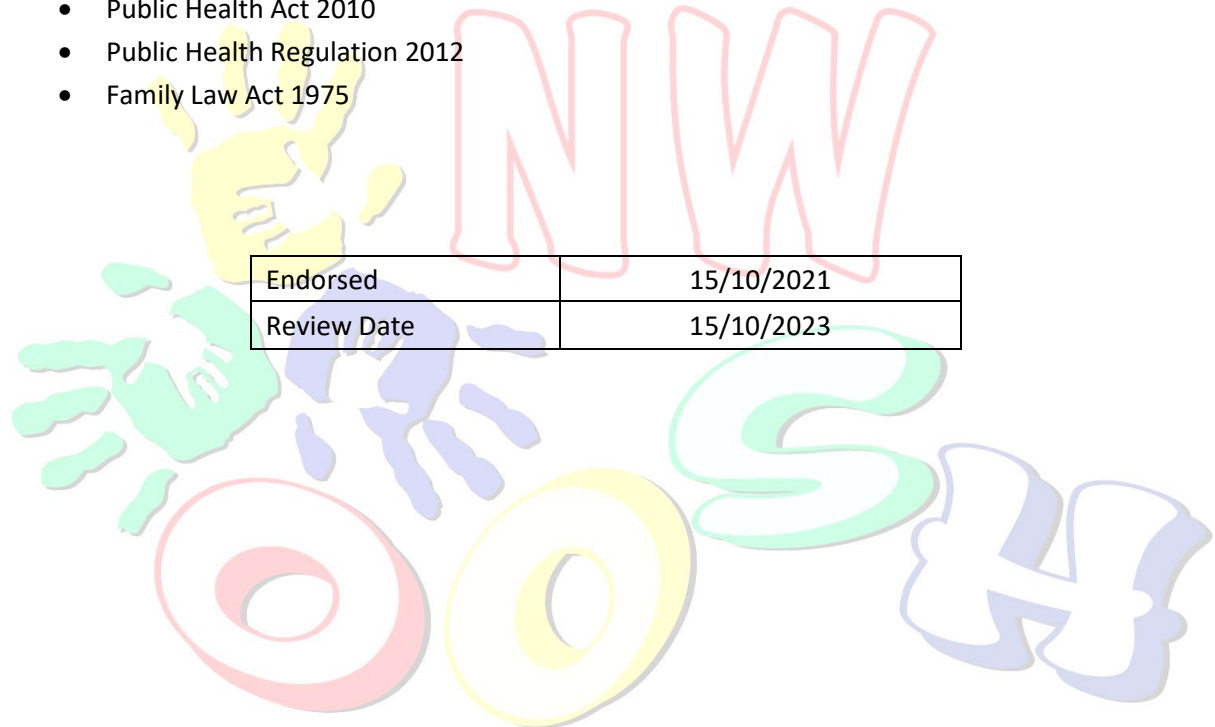 • Public Health Act 2010
• Public Health Regulation 2012
• Family Law Act 1975
NW
Endorsed 15/10/2021
Review Date 15/10/2023
OOSH